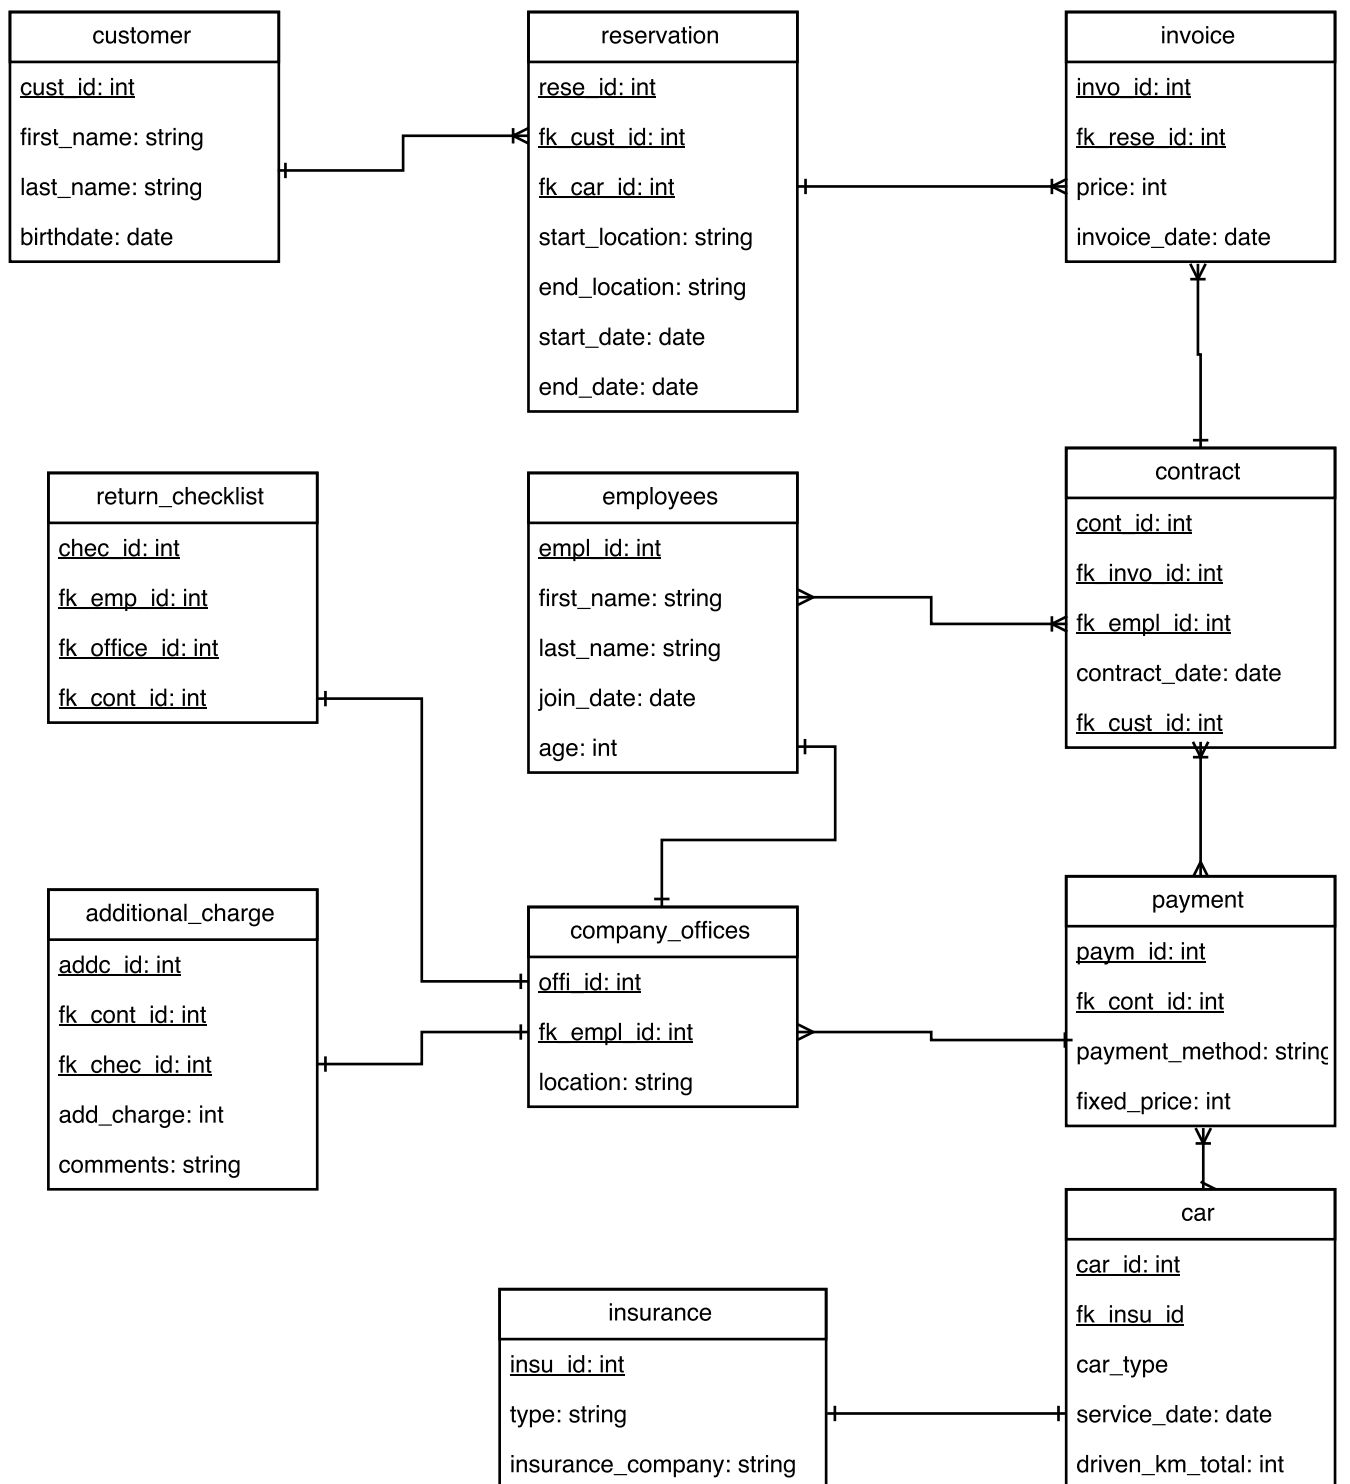 customer
cust_id: int
first_name: string
last_name: string
birthdate: date
reservation
rese_id: int
fk_cust_id: int
fk_car_id: int
start_location: string
end_location: string
start_date: date
end_date: date
invoice
invo_id: int
fk_rese_id: int
price: int
invoice_date: date
return_checklist
chec_id: int
fk_emp_id: int
fk_office_id: int
fk_cont_id: int
employees
empl_id: int
first_name: string
last_name: string
join_date: date
age: int
contract
cont_id: int
fk_invo_id: int
fk_empl_id: int
contract_date: date
fk_cust_id: int
additional_charge
addc_id: int
fk_cont_id: int
fk_chec_id: int
add_charge: int
comments: string
company_offices
offi_id: int
fk_empl_id: int
location: string
payment
paym_id: int
fk_cont_id: int
payment_method: string
fixed_price: int
insurance
insu_id: int
type: string
insurance_company: string
car
car_id: int
fk_insu_id
car_type
service_date: date
driven_km_total: int